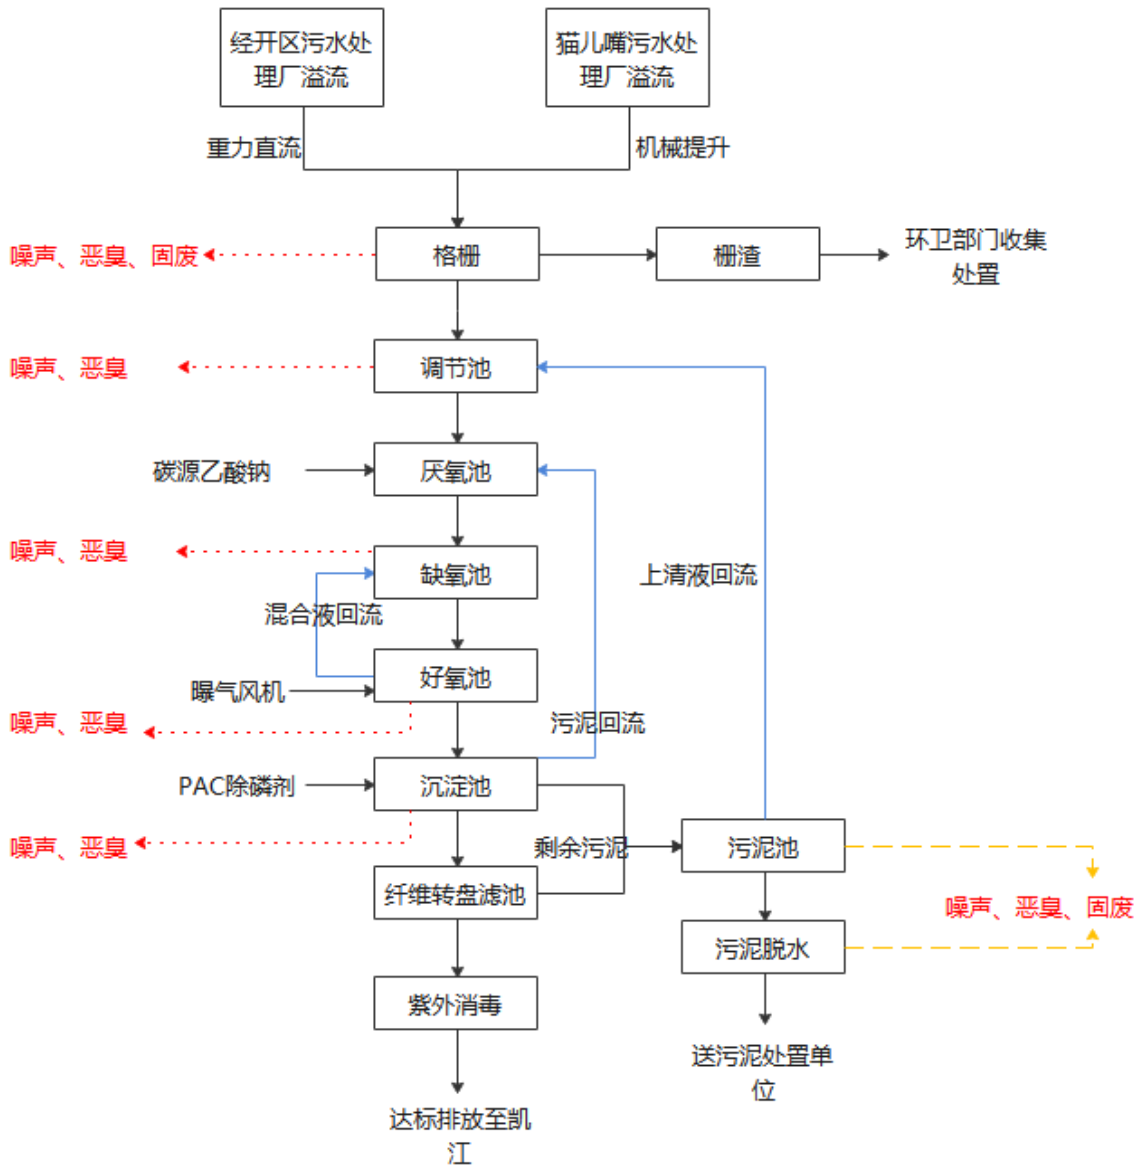 经开区污水处
理厂溢流
猫儿嘴污水处
理厂溢流
重力直流
机械提升
噪声、恶臭、固废
格栅
栅渣
环卫部门收集
处置
噪声、恶臭
调节池
碳源乙酸钠
厌氧池
噪声、恶臭
缺氧池
上清液回流
混合液回流
好氧池
曝气风机
噪声、恶臭
污泥回流
PAC除磷剂
沉淀池
噪声、恶臭
剩余污泥
污泥池
纤维转盘滤池
噪声、恶臭、固废
污泥脱水
紫外消毒
送污泥处置单
位
达标排放至凯
江